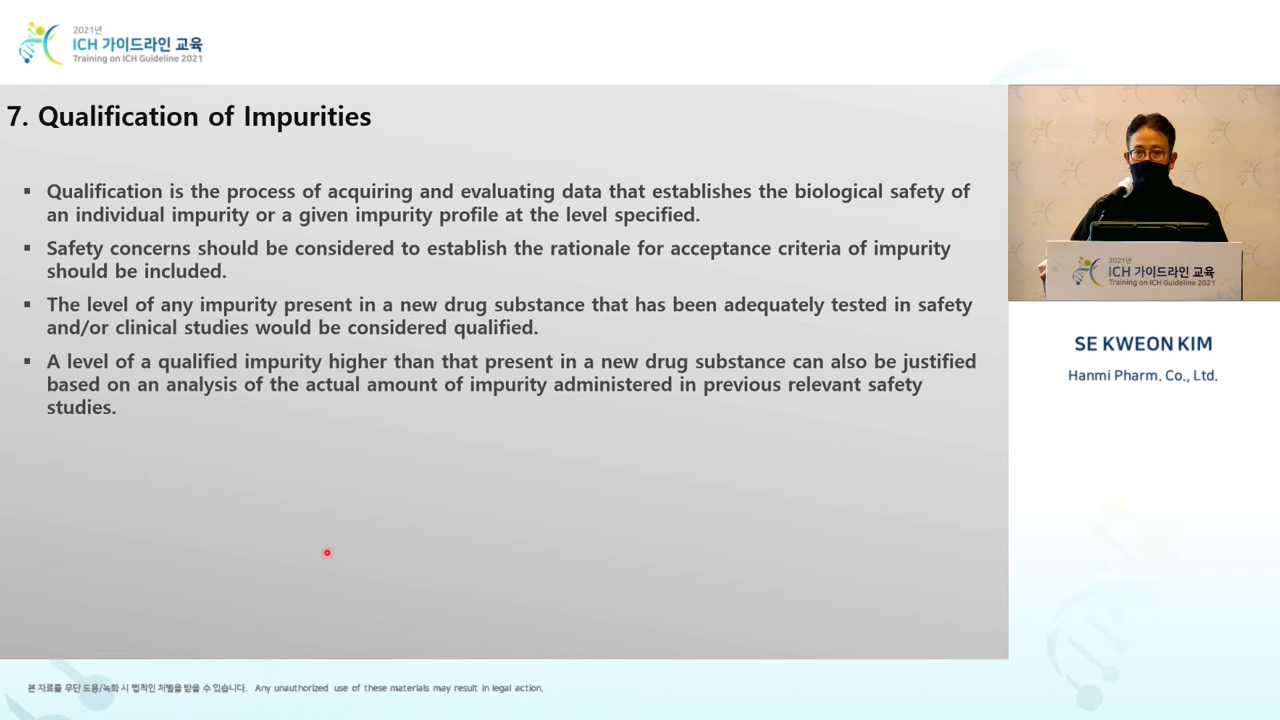 2021년
ICH 가이드라인 교육
Training on ICH Guideline 2021
7. Qualification of Impurities
▪ Qualification is the process of acquiring and evaluating data that establishes the biological safety of
an individual impurity or a given impurity profile at the level specified.
▪ Safety concerns should be considered to establish the rationale for acceptance criteria of impurity
should be included.
▪ The level of any impurity present in a new drug substance that has been adequately tested in safety
and/or clinical studies would be considered qualified.
▪ A level of a qualified impurity higher than that present in a new drug substance can also be justified
based on an analysis of the actual amount of impurity administered in previous relevant safety
studies.
2021년
ICH 가이드라인 교육
Training on ICH Guideline 2021
SE KWEON KIM
Hanmi Pharm. Co., Ltd.
본 자료를 무단 도용/녹화 시 법적인 처벌을 받을 수 있습니다. Any unauthorized use of these materials may result in legal action.